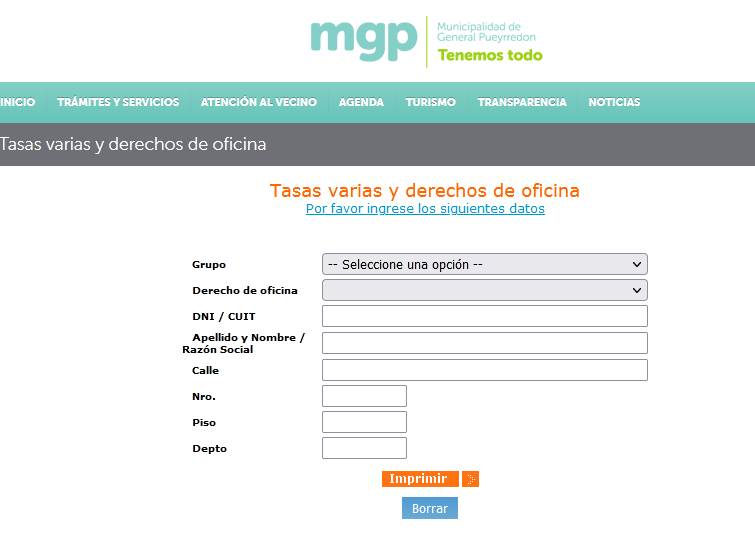 mgp
Municipalidad de
General Pueyrredon
Tenemos todo
INICIO TRÁMITES Y SERVICIOS ATENCIÓN AL VECINO AGENDA TURISMO TRANSPARENCIA NOTICIAS
Tasas varias y derechos de oficina
Tasas varias y derechos de oficina
Por favor ingrese los siguientes datos
Grupo -- Seleccione una opción --
Derecho de oficina
DNI / CUIT
Apellido y Nombre /
Razón Social
Calle
Nro.
Piso
Depto
Imprimir
Borrar